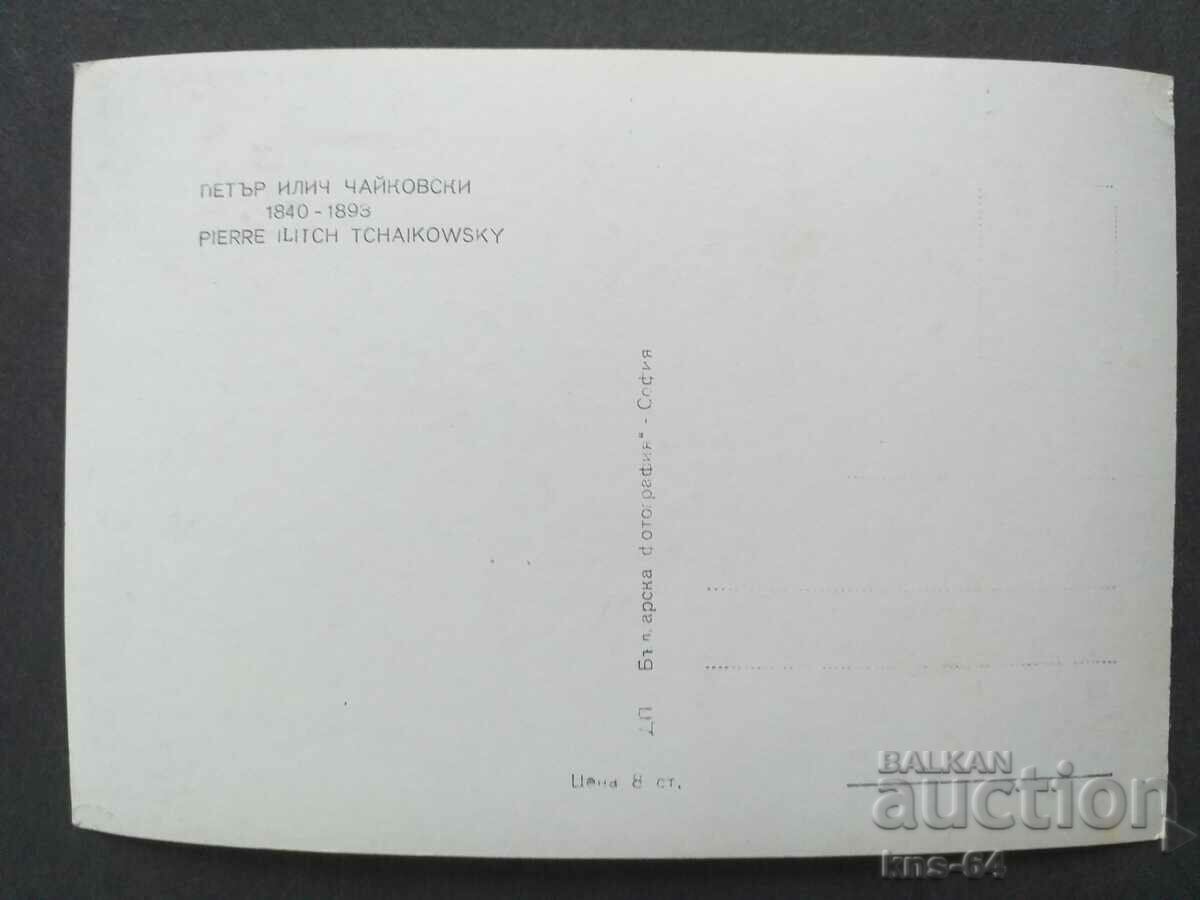 ПЕТЪР ИЛИЧ ЧАЙКОВСКИ
1840 - 1893
PIERRE ILITCH TCHAIKOWSKY
ДП Българска фотография" - София
Цена 8 ст.
BALKAN
auction
kns-64